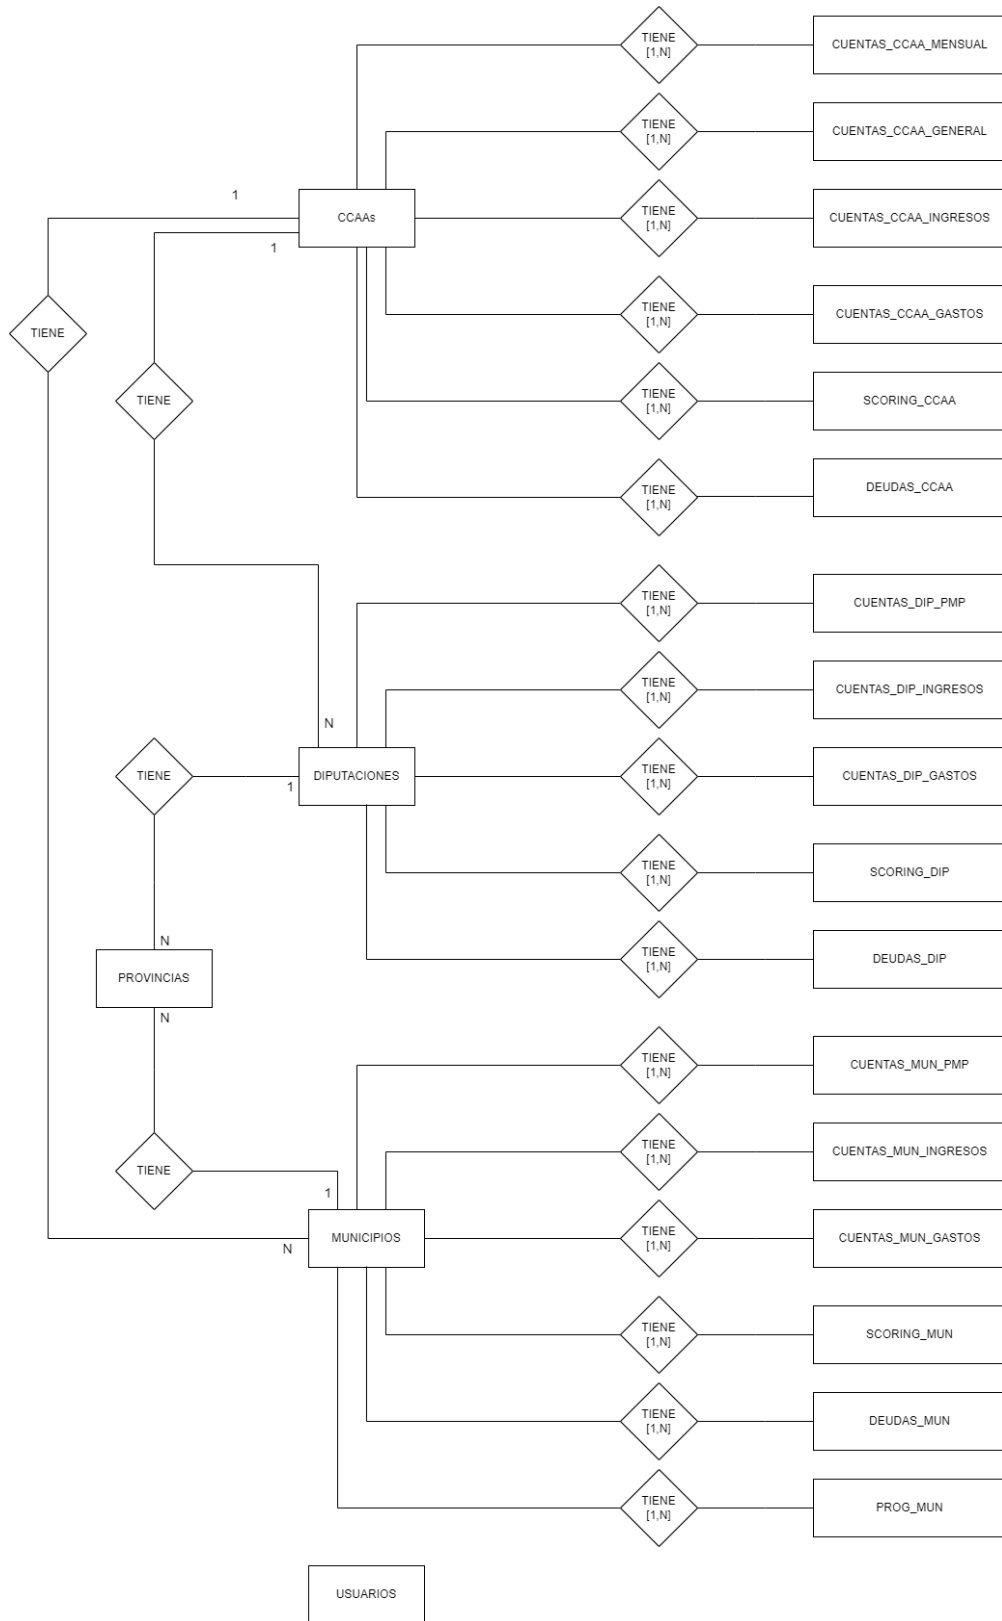 TIENE
[1,N]
CUENTAS_CCAA_MENSUAL
TIENE
[1,N]
CUENTAS_CCAA_GENERAL
1
CCAAs
TIENE
[1,N]
CUENTAS_CCAA_INGRESOS
1
TIENE
TIENE
[1,N]
CUENTAS_CCAA_GASTOS
TIENE
TIENE
[1,N]
SCORING_CCAA
TIENE
[1,N]
DEUDAS_CCAA
TIENE
[1,N]
CUENTAS_DIP_PMP
TIENE
[1,N]
CUENTAS_DIP_INGRESOS
N
TIENE
DIPUTACIONES
1
TIENE
[1,N]
CUENTAS_DIP_GASTOS
TIENE
[1,N]
SCORING_DIP
N
PROVINCIAS
N
TIENE
[1,N]
DEUDAS_DIP
TIENE
[1,N]
CUENTAS_MUN_PMP
TIENE
[1,N]
CUENTAS_MUN_INGRESOS
TIENE
1
MUNICIPIOS
N
TIENE
[1,N]
CUENTAS_MUN_GASTOS
TIENE
[1,N]
SCORING_MUN
TIENE
[1,N]
DEUDAS_MUN
TIENE
[1,N]
PROG_MUN
USUARIOS